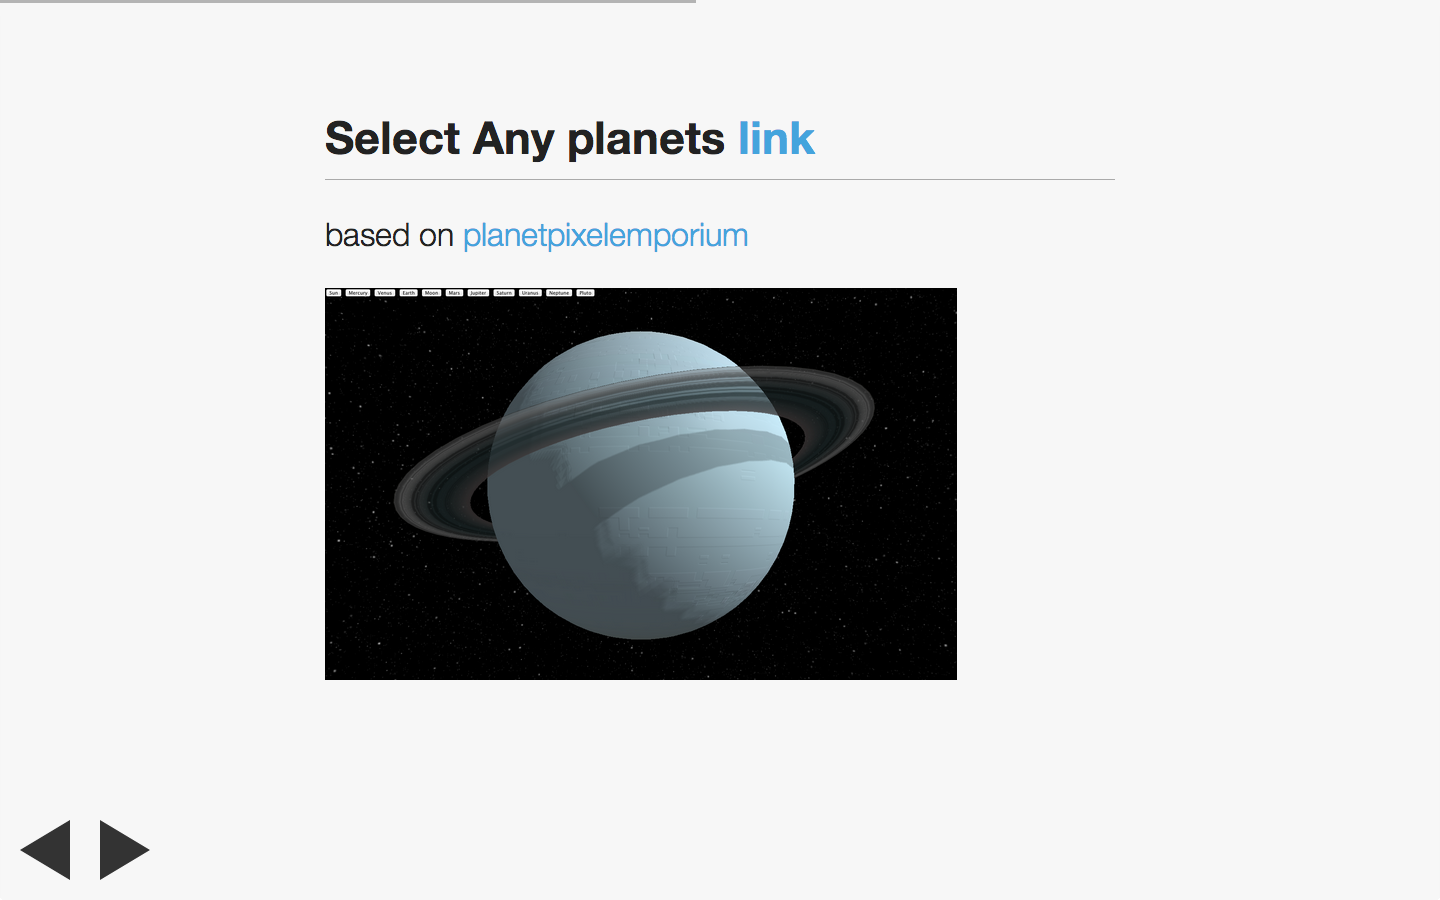 Select Any planets link
based on planetpixelemporium
Sun Mercury Venus Earth Moon Mars Jupiter Saturn Uranus Neptune Pluto